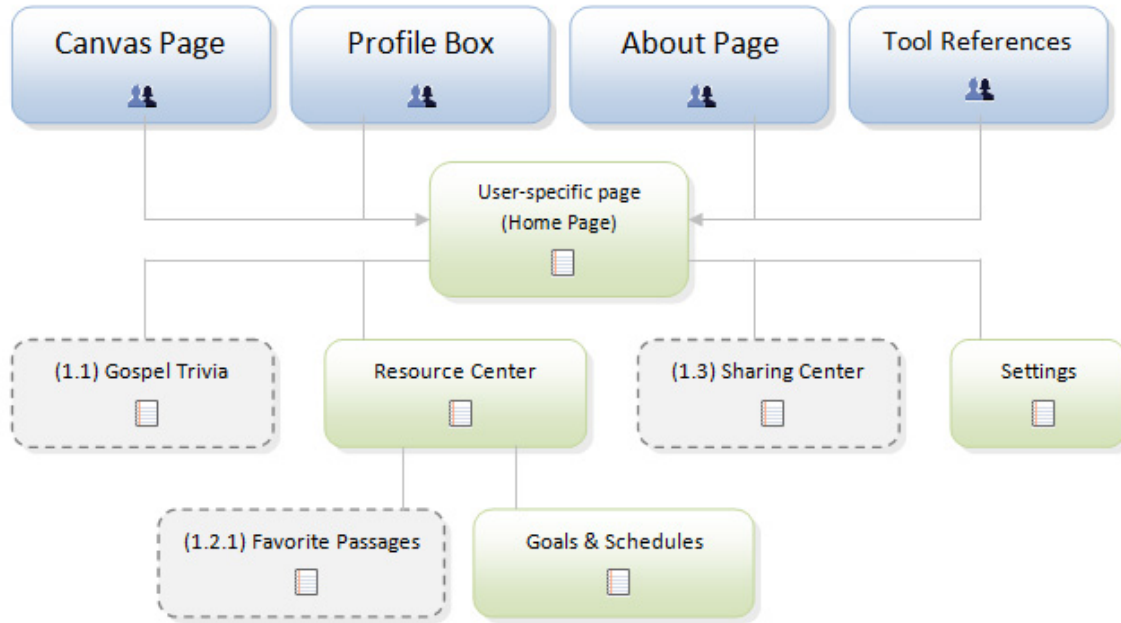 Canvas Page
Profile Box
About Page
Tool References
User-specific page
(Home Page)
(1.1) Gospel Trivia
Resource Center
(1.3) Sharing Center
Settings
(1.2.1) Favorite Passages
Goals & Schedules